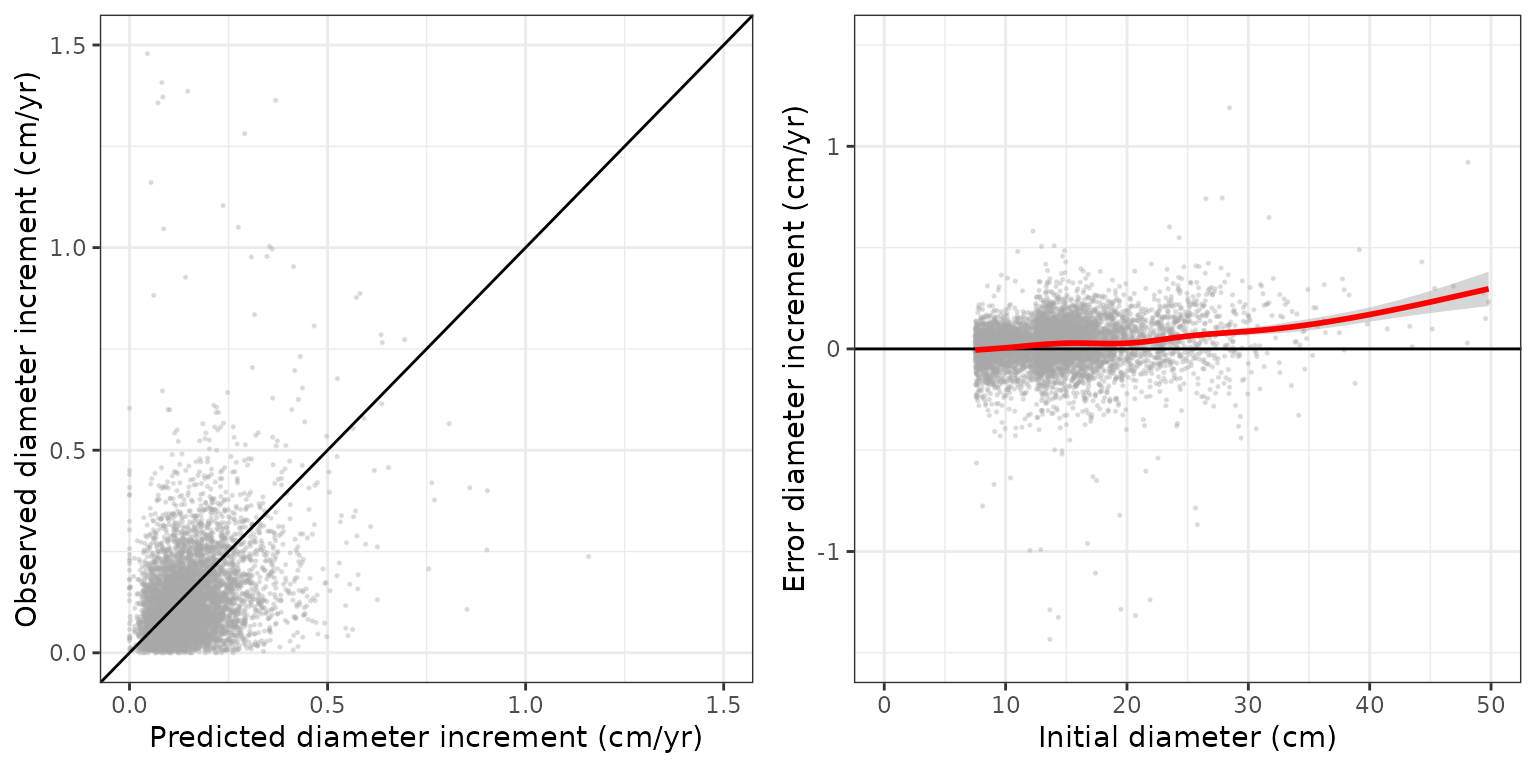 Observed diameter increment (cm/yr)
1.5
1.0
0.5
0.0
0.0 0.5 1.0 1.5
Predicted diameter increment (cm/yr)
Error diameter increment (cm/yr)
1
0
-1
0 10 20 30 40 50
Initial diameter (cm)